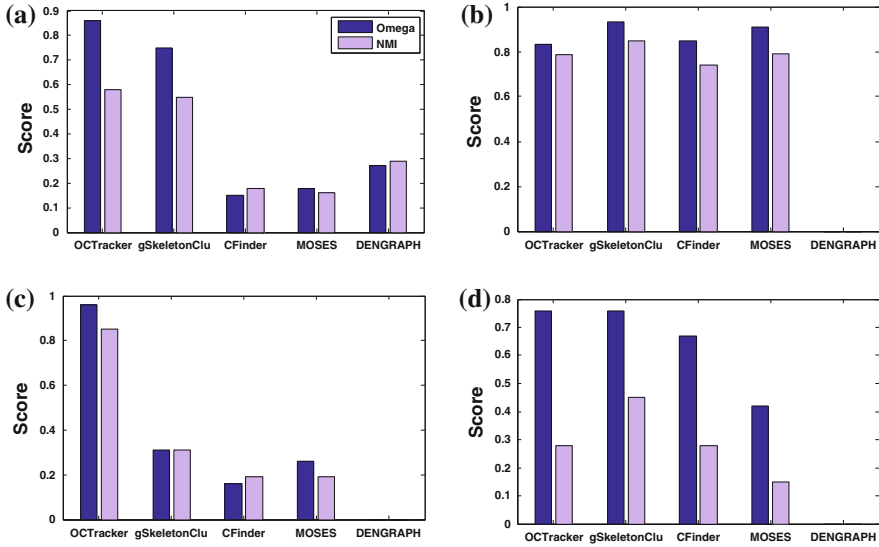 (a)
0.9
0.8
0.7
0.6
0.5
0.4
0.3
0.2
0.1
0
Score
Omega
NMI
OCTracker gSkeletonClu CFinder MOSES DENGRAPH
(b)
1
0.8
0.6
0.4
0.2
0
Score
OCTracker gSkeletonClu CFinder MOSES DENGRAPH
(c)
1
0.8
0.6
0.4
0.2
0
Score
OCTracker gSkeletonClu CFinder MOSES DENGRAPH
(d)
0.8
0.7
0.6
0.5
0.4
0.3
0.2
0.1
0
Score
OCTracker gSkeletonClu CFinder MOSES DENGRAPH